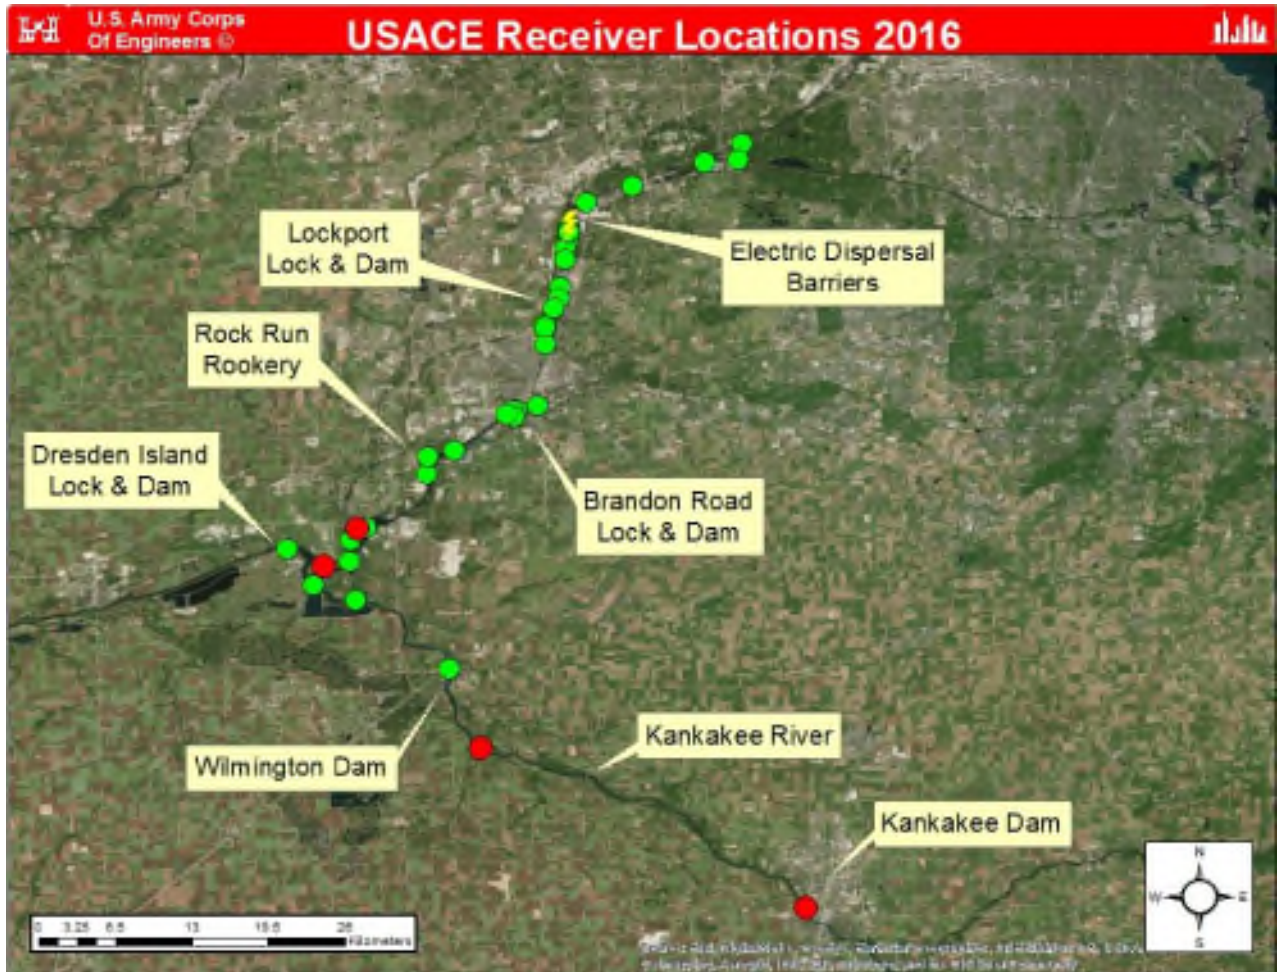 U.S. Army Corps
Of Engineers ©
USACE Receiver Locations 2016
Lockport
Lock & Dam
Electric Dispersal
Barriers
Rock Run
Rookery
Dresden Island
Lock & Dam
Brandon Road
Lock & Dam
Wilmington Dam
Kankakee River
Kankakee Dam
N
W
E
S
0 3.25 6.5 13 19.5 26
Kilometers